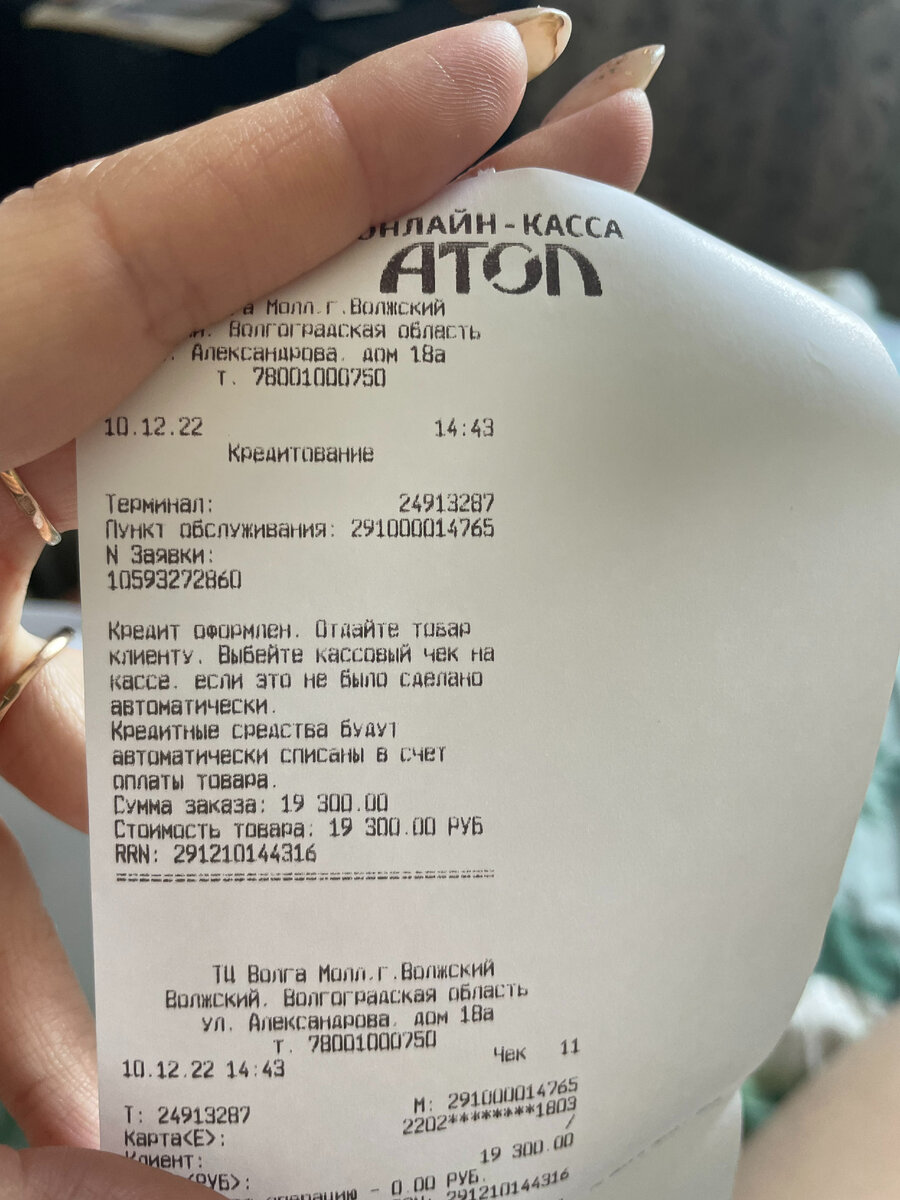 ОНЛАЙН-КАССА
АТОЛ
Молл.г.Волжский
Волгоградская область
Александрова, дом 18а
т. 78001000750
10.12.22 14:43
Кредитование
Терминал: 24913287
Пункт обслуживания: 291000014765
N Заявки:
10593272860
Кредит оформлен. Отдайте товар
клиенту. Выбейте кассовый чек на
кассе, если это не было сделано
автоматически.
Кредитные средства будут
автоматически списаны в счет
оплаты товара.
Сумма заказа: 19 300.00
Стоимость товара: 19 300.00 РУБ
RRN: 291210144316
ТЦ Волга Молл.г.Волжский
Волжский, Волгоградская область
ул. Александрова, дом 18а
т. 78001000750
10.12.22 14:43 Чек 11
Т: 24913287 М: 291000014765
Карта(E): 2202********1803
Клиент: /
(РУБ): 19 300.00
операцию - 0.00 РУБ.
291210144316